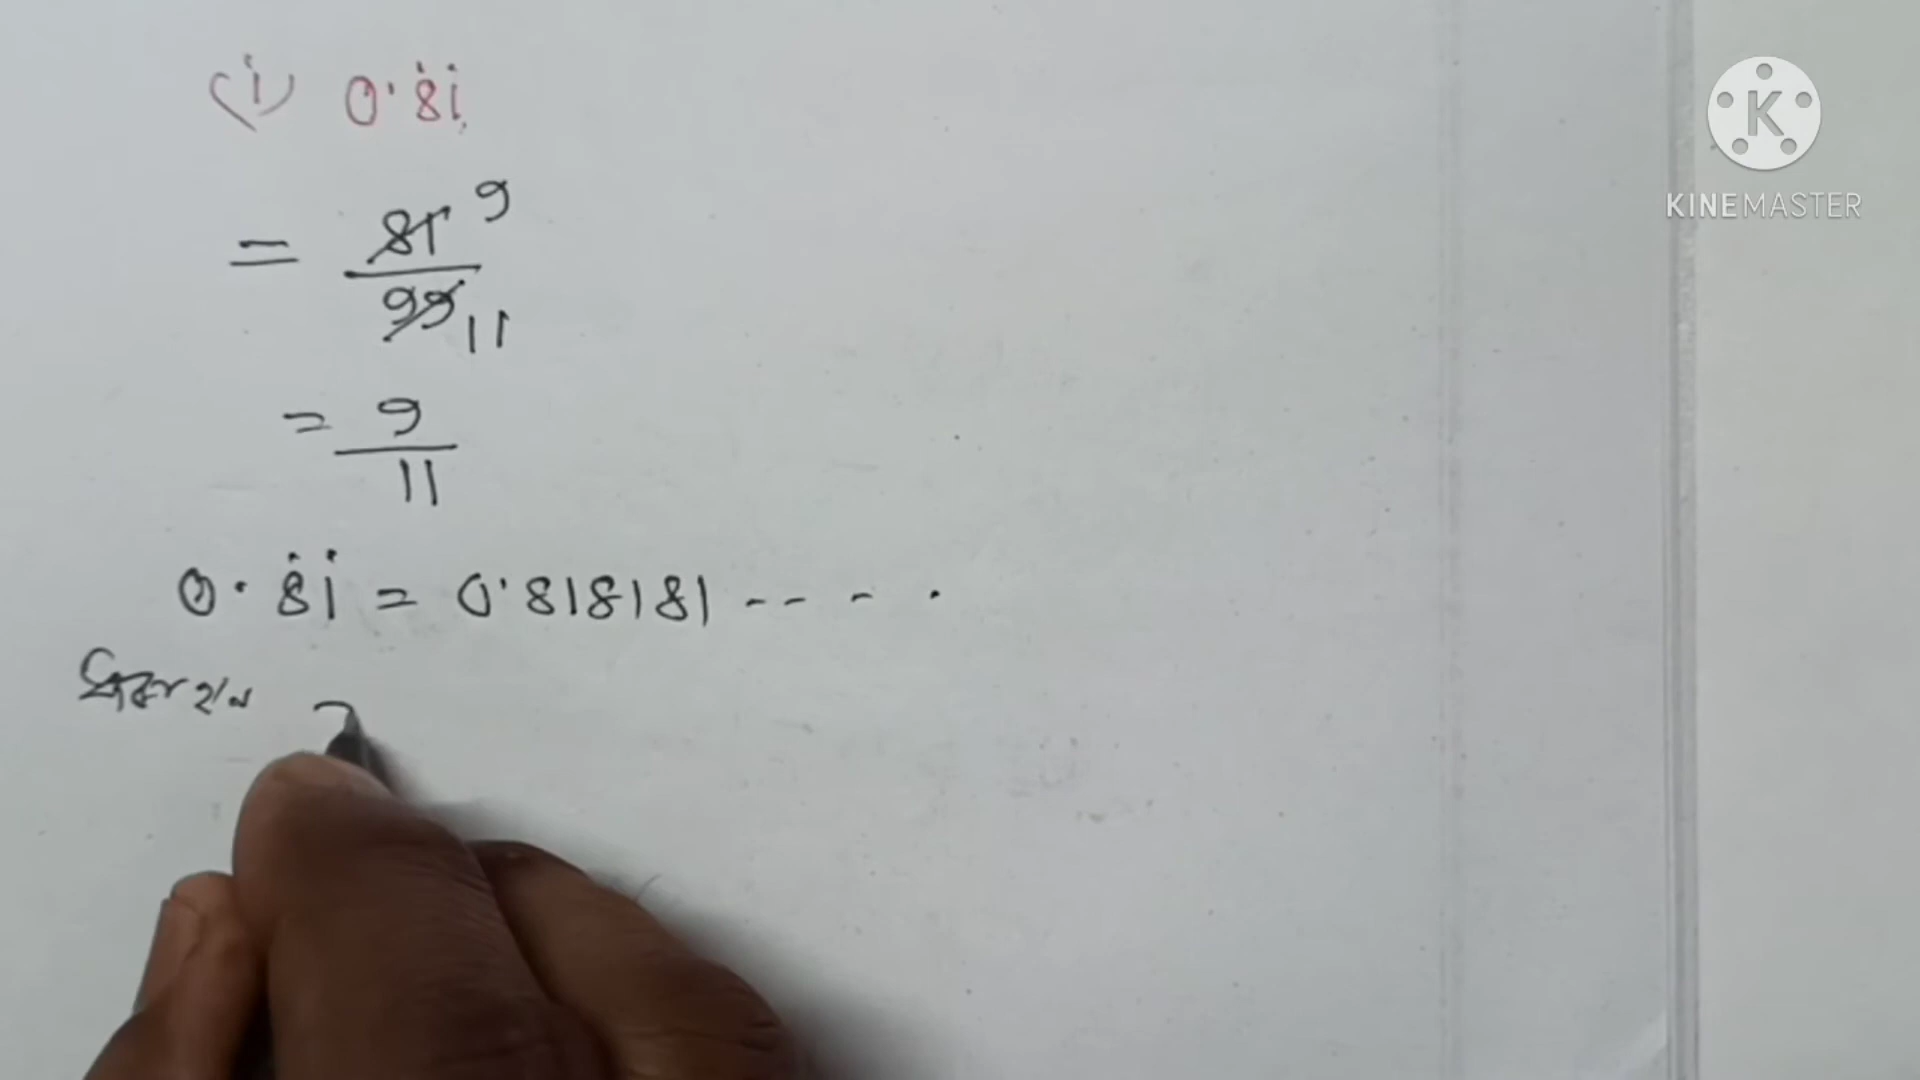 (i) 0.8̇1̇
= 81 9
99 11
= 9
11
0.8̇1̇ = 0.818181 -- - .
KINEMASTER